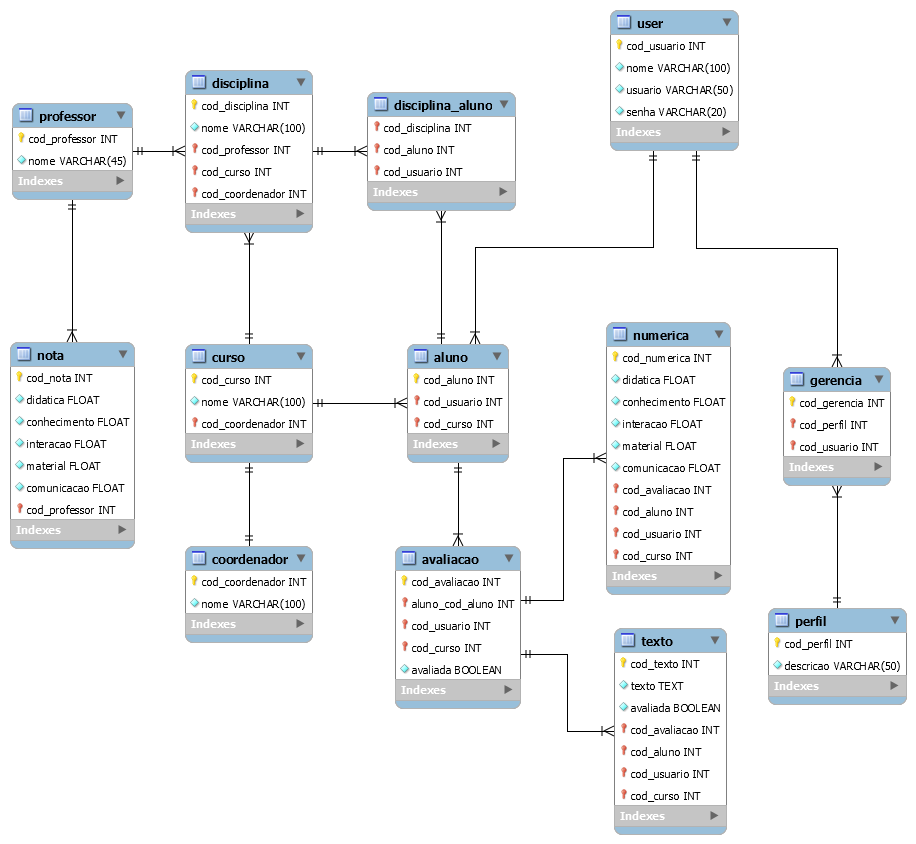 user
cod_usuario INT
nome VARCHAR(100)
usuario VARCHAR(50)
senha VARCHAR(20)
Indexes
disciplina
cod_disciplina INT
nome VARCHAR(100)
cod_professor INT
cod_curso INT
cod_coordenador INT
Indexes
disciplina_aluno
cod_disciplina INT
cod_aluno INT
cod_usuario INT
Indexes
professor
cod_professor INT
nome VARCHAR(45)
Indexes
nota
cod_nota INT
didatica FLOAT
conhecimento FLOAT
interacao FLOAT
material FLOAT
comunicacao FLOAT
cod_professor INT
Indexes
curso
cod_curso INT
nome VARCHAR(100)
cod_coordenador INT
Indexes
aluno
cod_aluno INT
cod_usuario INT
cod_curso INT
Indexes
numerica
cod_numerica INT
didatica FLOAT
conhecimento FLOAT
interacao FLOAT
material FLOAT
comunicacao FLOAT
cod_avaliacao INT
cod_aluno INT
cod_usuario INT
cod_curso INT
Indexes
gerencia
cod_gerencia INT
cod_perfil INT
cod_usuario INT
Indexes
coordenador
cod_coordenador INT
nome VARCHAR(100)
Indexes
avaliacao
cod_avaliacao INT
aluno_cod_aluno INT
cod_usuario INT
cod_curso INT
avaliada BOOLEAN
Indexes
texto
cod_texto INT
texto TEXT
avaliada BOOLEAN
cod_avaliacao INT
cod_aluno INT
cod_usuario INT
cod_curso INT
Indexes
perfil
cod_perfil INT
descricao VARCHAR(50)
Indexes